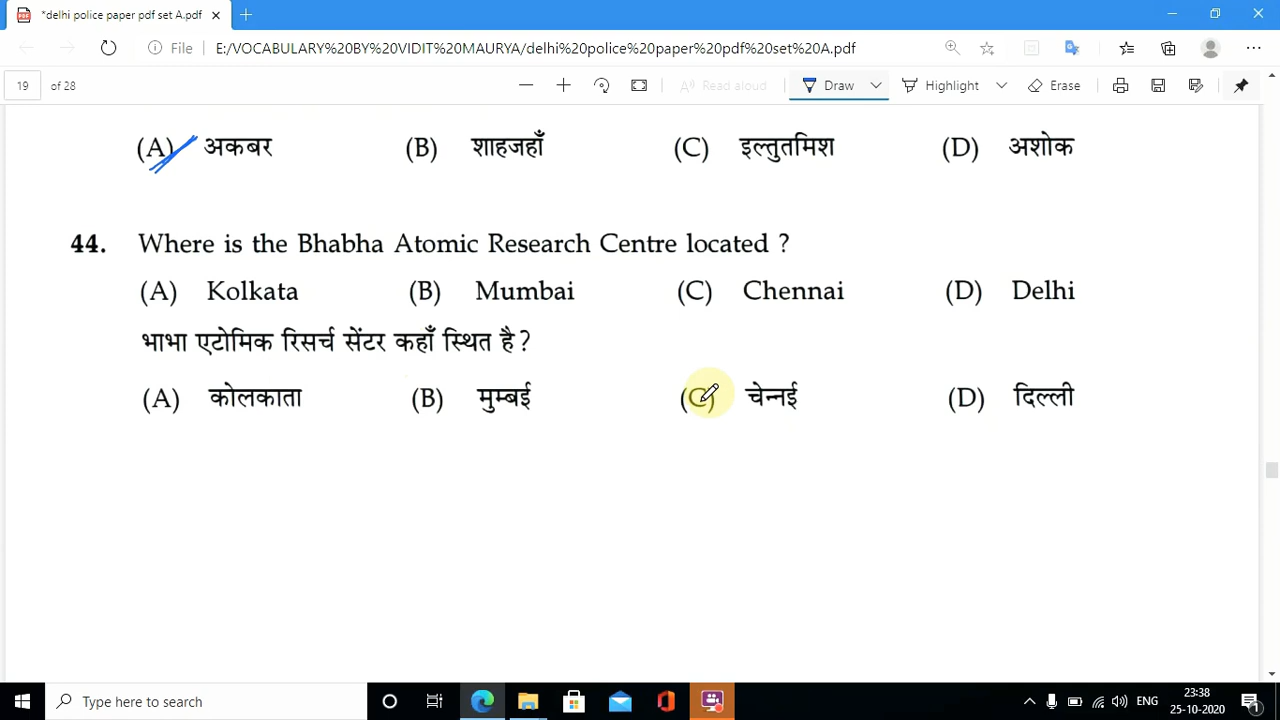 *delhi police paper pdf set A.pdf
File E:/VOCABULARY%20BY%20VIDIT%20MAURYA/delhi%20police%20paper%20pdf%20set%20A.pdf
19 of 28 Read aloud Draw Highlight Erase
(A) अकबर (B) शाहजहाँ (C) इल्तुतमिश (D) अशोक
44. Where is the Bhabha Atomic Research Centre located ?
(A) Kolkata (B) Mumbai (C) Chennai (D) Delhi
भाभा एटोमिक रिसर्च सेंटर कहाँ स्थित है?
(A) कोलकाता (B) मुम्बई (C) चेन्नई (D) दिल्ली
Type here to search ENG 23:38
25-10-2020 1